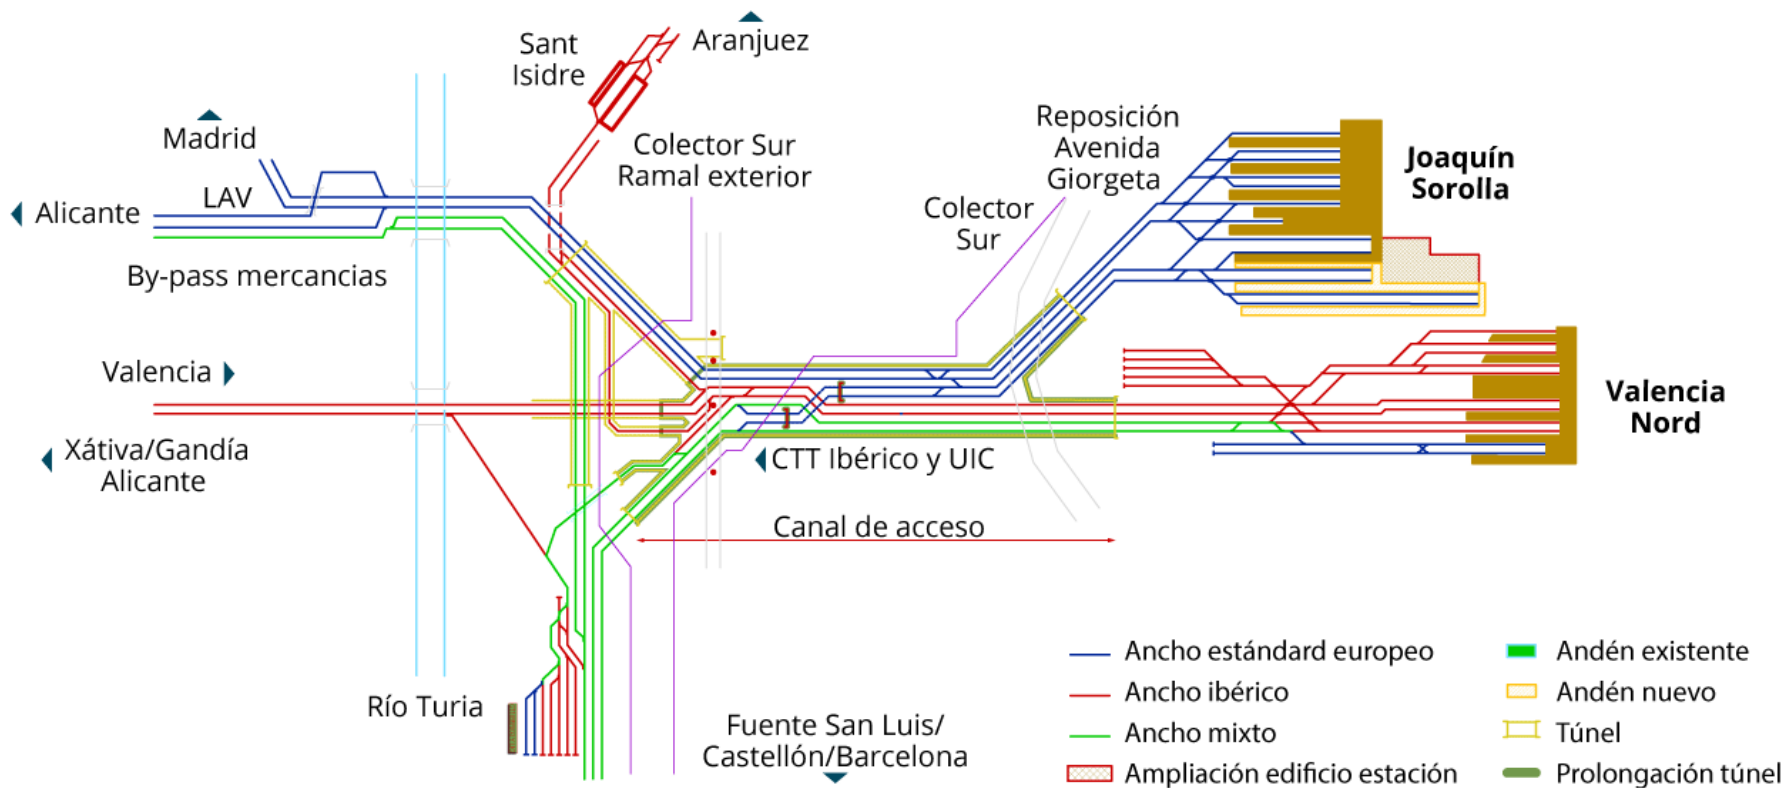 Sant
Isidre
Aranjuez
Madrid
LAV
Alicante
By-pass mercancias
Colector Sur
Ramal exterior
Reposición
Avenida
Giorgeta
Colector
Sur
Joaquín
Sorolla
Valencia
Xátiva/Gandía
Alicante
Valencia
Nord
CTT Ibérico y UIC
Canal de acceso
Río Turia
Fuente San Luis/
Castellón/Barcelona
Ancho estándard europeo
Ancho ibérico
Ancho mixto
Ampliación edificio estación
Andén existente
Andén nuevo
Túnel
Prolongación túnel